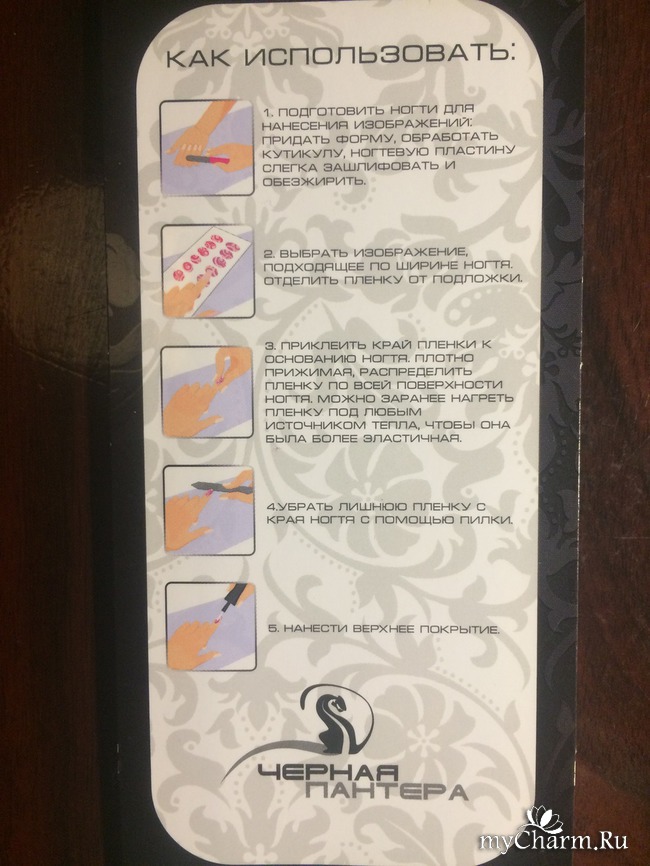 КАК ИСПОЛЬЗОВАТЬ:
1. ПОДГОТОВИТЬ НОГТИ ДЛЯ
НАНЕСЕНИЯ ИЗОБРАЖЕНИЙ:
ПРИДАТЬ ФОРМУ, ОБРАБОТАТЬ
КУТИКУЛУ, НОГТЕВУЮ ПЛАСТИНУ
СЛЕГКА ЗАШЛИФОВАТЬ И
ОБЕЗЖИРИТЬ.
2. ВЫБРАТЬ ИЗОБРАЖЕНИЕ,
ПОДХОДЯЩЕЕ ПО ШИРИНЕ НОГТЯ.
ОТДЕЛИТЬ ПЛЕНКУ ОТ ПОДЛОЖКИ.
3. ПРИКЛЕИТЬ КРАЙ ПЛЕНКИ К
ОСНОВАНИЮ НОГТЯ. ПЛОТНО
ПРИЖИМАЯ, РАСПРЕДЕЛИТЬ
ПЛЕНКУ ПО ВСЕЙ ПОВЕРХНОСТИ
НОГТЯ. МОЖНО ЗАРАНЕЕ НАГРЕТЬ
ПЛЕНКУ ПОД ЛЮБЫМ
ИСТОЧНИКОМ ТЕПЛА, ЧТОБЫ ОНА
БЫЛА БОЛЕЕ ЭЛАСТИЧНАЯ.
4.УБРАТЬ ЛИШНЮЮ ПЛЕНКУ С
КРАЯ НОГТЯ С ПОМОЩЬЮ ПИЛКИ.
5. НАНЕСТИ ВЕРХНЕЕ ПОКРЫТИЕ.
ЧЕРНАЯ
ПАНТЕРА
myCharm.Ru